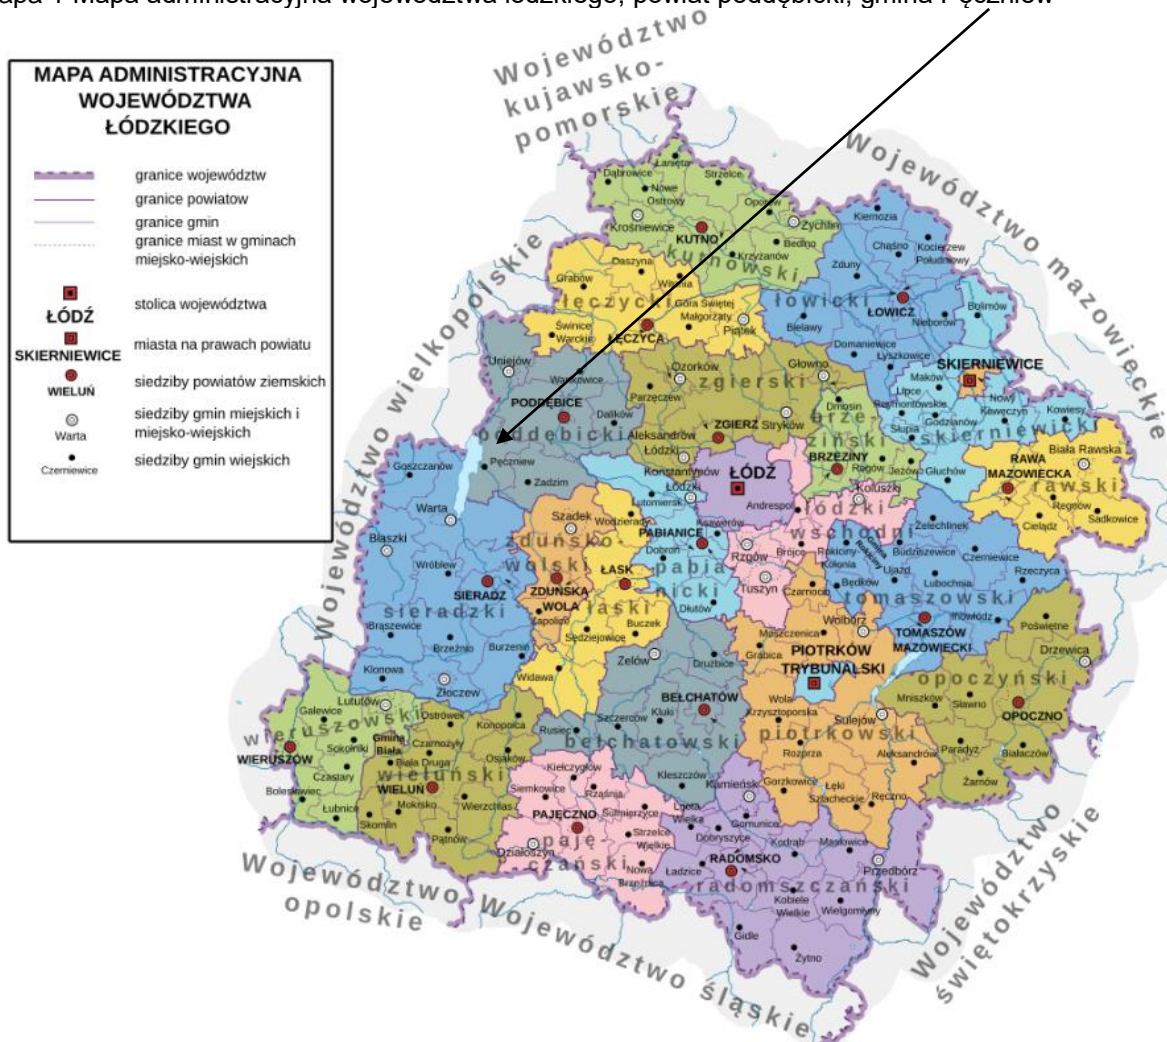 Mapa 1 Mapa administracyjna województwa łódzkiego, powiat poddębicki, gmina Pęczniew
MAPA ADMINISTRACYJNA
WOJEWÓDZTWA
ŁÓDZKIEGO
granice województw
granice powiatow
granice gmin
granice miast w gminach
miejsko-wiejskich
ŁÓDŹ
stolica województwa
SKIERNIEWICE
miasta na prawach powiatu
WIELUŃ
siedziby powiatów ziemskich
Warta
siedziby gmin miejskich i
miejsko-wiejskich
Czerniewice
siedziby gmin wiejskich
Województwo
kujawsko-
pomorskie
Województwo mazowieckie
Województwo wielkopolskie
Łanięta
Dąbrowice
Strzelce
Nowe
Ostrowy
Oporów
Krośniewice
Żychlin
KUTNO
Bedlno
Krzyżanów
kutnowski
Kiernozia
Chąśno
Kocierzew
Południowy
Zduny
łowicki
ŁOWICZ
Bolimów
Nieborów
Bielawy
Domaniewice
Łyszkowice
Daszyna
Grabów
Witonia
łęczycki
Góra Świętej
Małgorzaty
Świnice
Warckie
ŁĘCZYCA
Piątek
Uniejów
Wartkowice
PODDĘBICE
Dalików
poddębicki
Pęczniew
Zadzim
Ozorków
zgierski
Głowno
Parzęczew
ZGIERZ
Stryków
Aleksandrów
Łódzki
Konstantynów
Łódzki
Dmosin
brze-
ziński
BRZEZINY
Rogów
Jeżów
SKIERNIEWICE
Maków
Lipce
Reymontowskie
Nowy
Kawęczyn
Kowiesy
Godzianów
Słupia
skierniewicki
Głuchów
Biała Rawska
RAWA
MAZOWIECKA
rawski
Regnów
Cielądz
Sadkowice
ŁÓDŹ
Andrespol
Koluszki
łódzki
wschodni
Brójce
Rzgów
Tuszyn
Goszczanów
Warta
Błaszki
Wróblew
SIERADZ
sieradzki
Brąszewice
Brzeźnio
Burzenin
Klonowa
Złoczew
Szadek
zduńsko-
wolski
ZDUŃSKA
WOLA
Zapolice
Wodzierady
ŁASK
łaski
Buczek
Sędziejowice
Widawa
Lutomiersk
Ksawerów
PABIANICE
Dobroń
pabia
nicki
Dłutów
Żelechlinek
Rokiciny-
Kolonia
Gmina
Rokiciny
Budziszewice
Czerniewice
Ujazd
Rzeczyca
Będków
Lubochnia
tomaszowski
Inowłódz
TOMASZÓW
MAZOWIECKI
Czarnocin
Wolbórz
Moszczenica
Grabica
PIOTRKÓW
TRYBUNALSKI
Wola
Krzysztoporska
Sulejów
piotrkowski
Rozprza
Aleksandrów
Gorzkowice
Łęki
Szlacheckie
Ręczno
Poświętne
Drzewica
opoczyński
Mniszków
Sławno
OPOCZNO
Paradyż
Białaczów
Żarnów
Zelów
Drużbice
BEŁCHATÓW
Kluki
Szczerców
Rusiec
bełchatowski
Kleszczów
Lututów
Galewice
wieruszowski
WIERUSZÓW
Sokolniki
Czastary
Bolesławiec
Łubnice
Ostrówek
Konopnica
Gmina
Biała
Czarnożyły
Biała Druga
Osjaków
wieluński
WIELUŃ
Mokrsko
Wierzchlas
Skomlin
Pątnów
Kiełczygłów
Siemkowice
Rząśnia
Sulmierzyce
PAJĘCZNO
Strzelce
Wielkie
Działoszyn
paję-
czański
Nowa
Brzeźnica
Kamieńsk
Lgota
Wielka
Gomunice
Dobryszyce
Kodrąb
Masłowice
RADOMSKO
Ładzice
Przedbórz
radomszczański
Kobiele
Wielkie
Wielgomłyny
Gidle
Żytno
Województwo
opolskie
Województwo śląskie
Województwo
świętokrzyskie